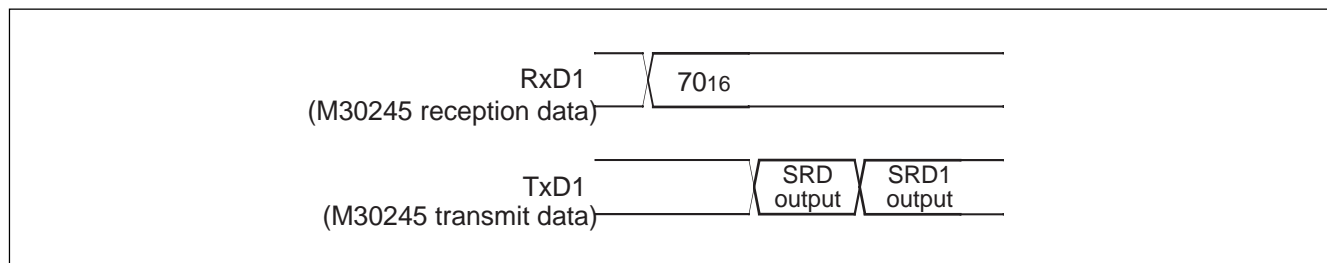 RxD1
(M30245 reception data)
7016
TxD1
(M30245 transmit data)
SRD
output
SRD1
output